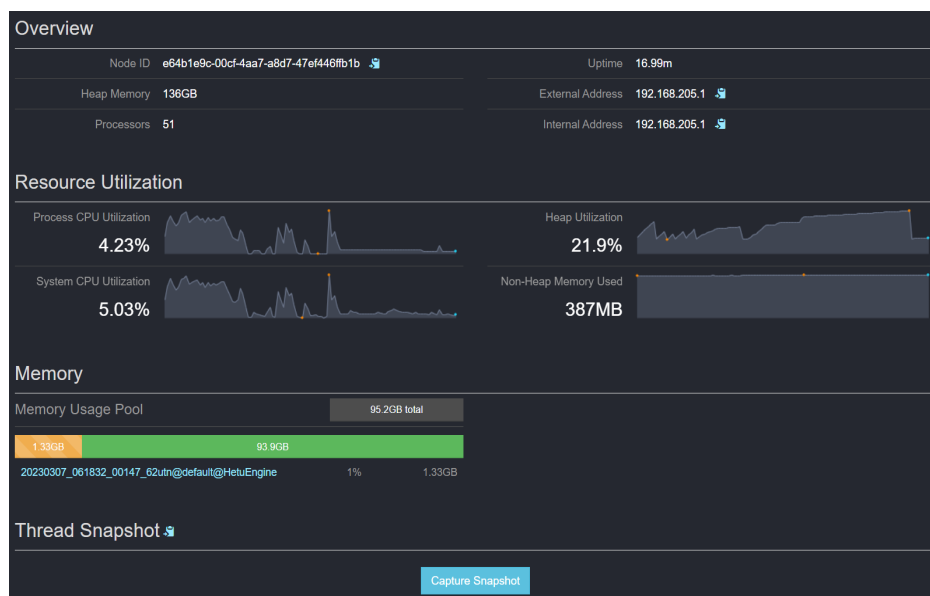 Overview
Node ID e64b1e9c-00cf-4aa7-a8d7-47ef446ffb1b
Uptime 16.99m
Heap Memory 136GB
External Address 192.168.205.1
Processors 51
Internal Address 192.168.205.1
Resource Utilization
Process CPU Utilization
4.23%
Heap Utilization
21.9%
System CPU Utilization
5.03%
Non-Heap Memory Used
387MB
Memory
Memory Usage Pool 95.2GB total
1.33GB 93.9GB
20230307_061832_00147_62utn@default@HetuEngine 1% 1.33GB
Thread Snapshot
Capture Snapshot